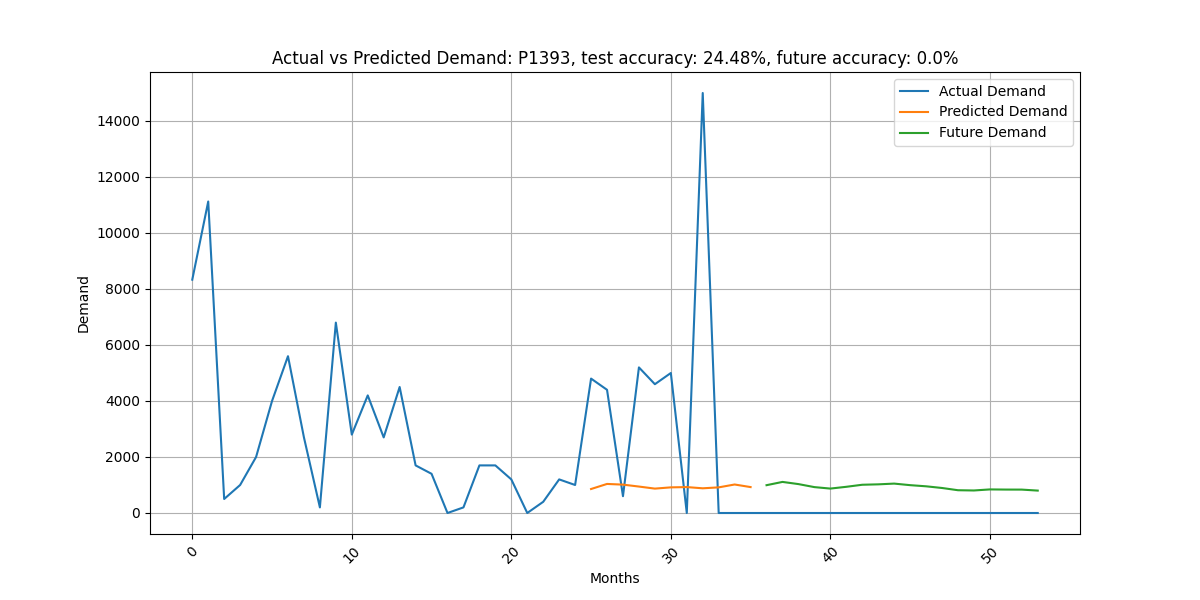 Actual vs Predicted Demand: P1393, test accuracy: 24.48%, future accuracy: 0.0%
Actual Demand
Predicted Demand
Future Demand
14000
12000
10000
8000
6000
4000
2000
0
Demand
0
10
20
30
40
50
Months